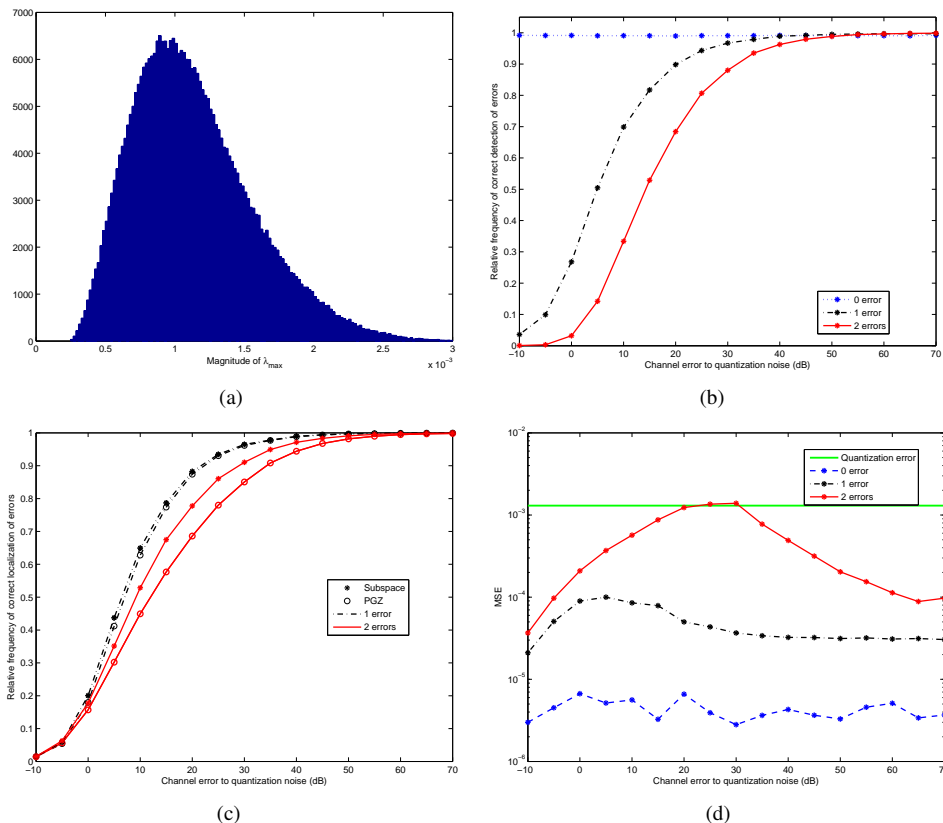 7000
6000
5000
4000
3000
2000
1000
0
0 0.5 1 1.5 2 2.5 3
x 10⁻³
Magnitude of λmax
(a)
Relative frequency of correct detection of errors
1
0.9
0.8
0.7
0.6
0.5
0.4
0.3
0.2
0.1
0
0 error
1 error
2 errors
−10 0 10 20 30 40 50 60 70
Channel error to quantization noise (dB)
(b)
Relative frequency of correct localization of errors
1
0.9
0.8
0.7
0.6
0.5
0.4
0.3
0.2
0.1
0
Subspace
PGZ
1 error
2 errors
−10 0 10 20 30 40 50 60 70
Channel error to quantization noise (dB)
(c)
MSE
10⁻²
10⁻³
10⁻⁴
10⁻⁵
10⁻⁶
Quantization error
0 error
1 error
2 errors
−10 0 10 20 30 40 50 60 70
Channel error to quantization noise (dB)
(d)